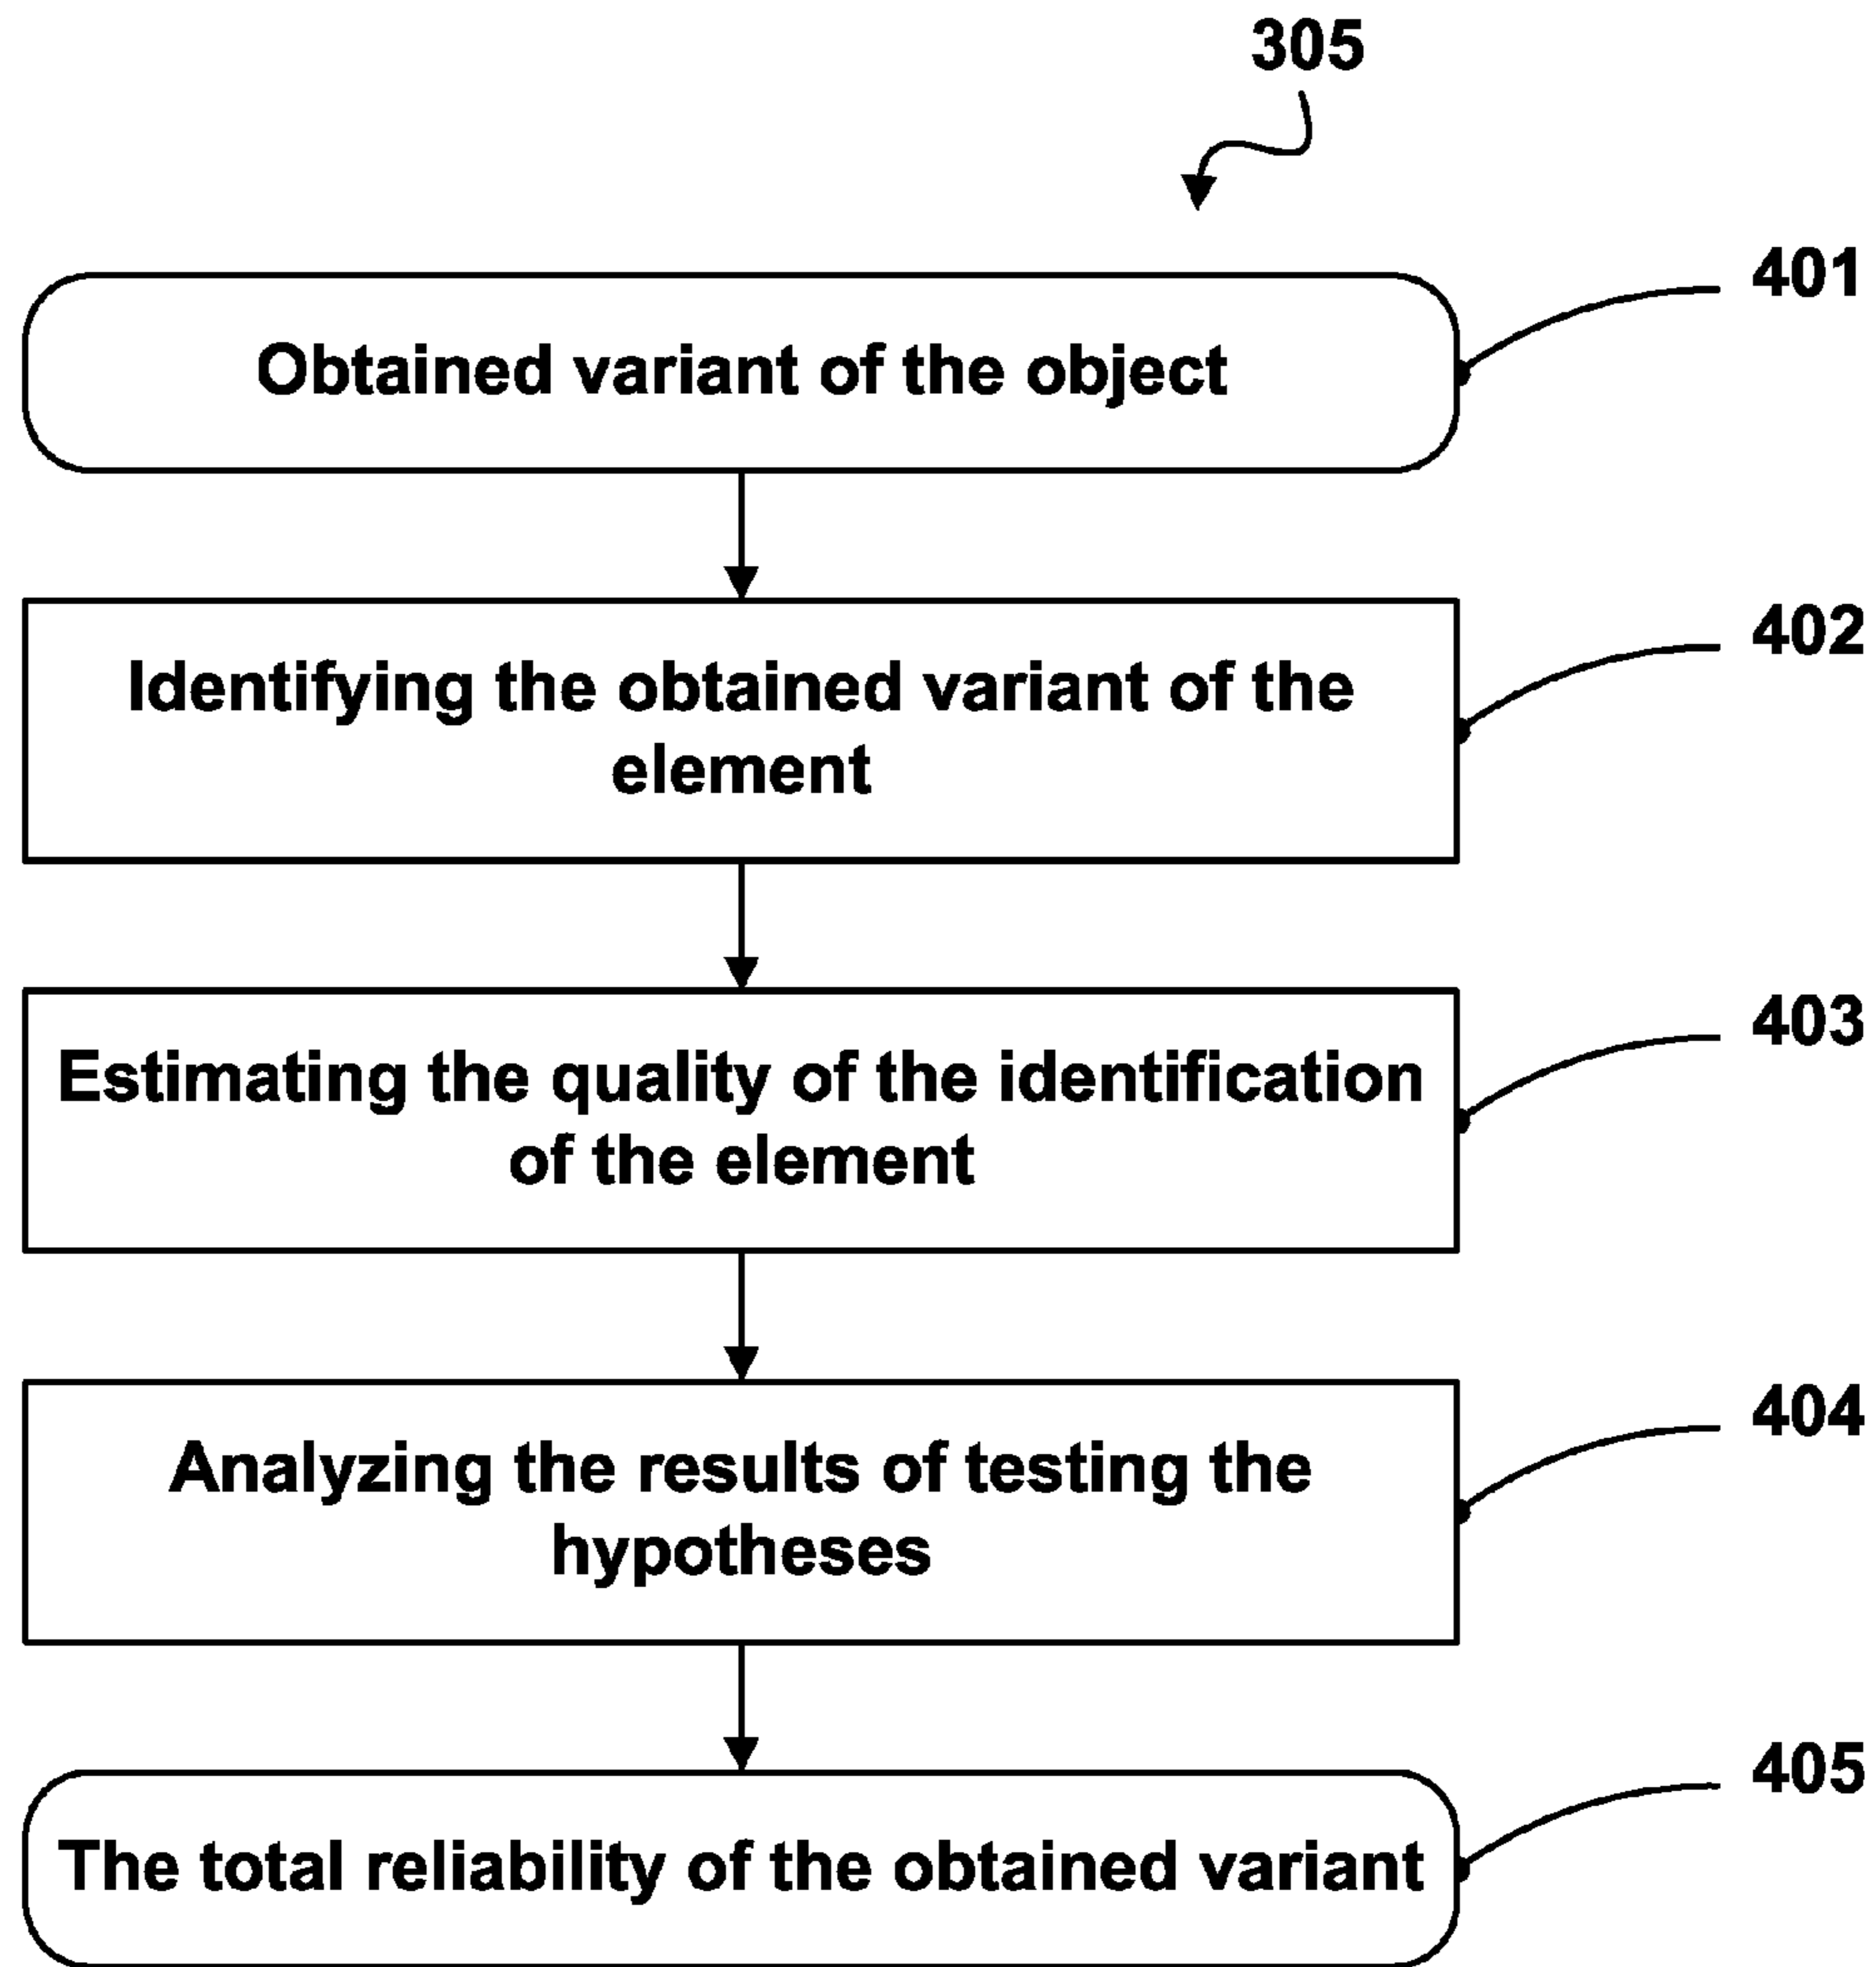 305
401
Obtained variant of the object
402
Identifying the obtained variant of the
element
403
Estimating the quality of the identification
of the element
404
Analyzing the results of testing the
hypotheses
405
The total reliability of the obtained variant